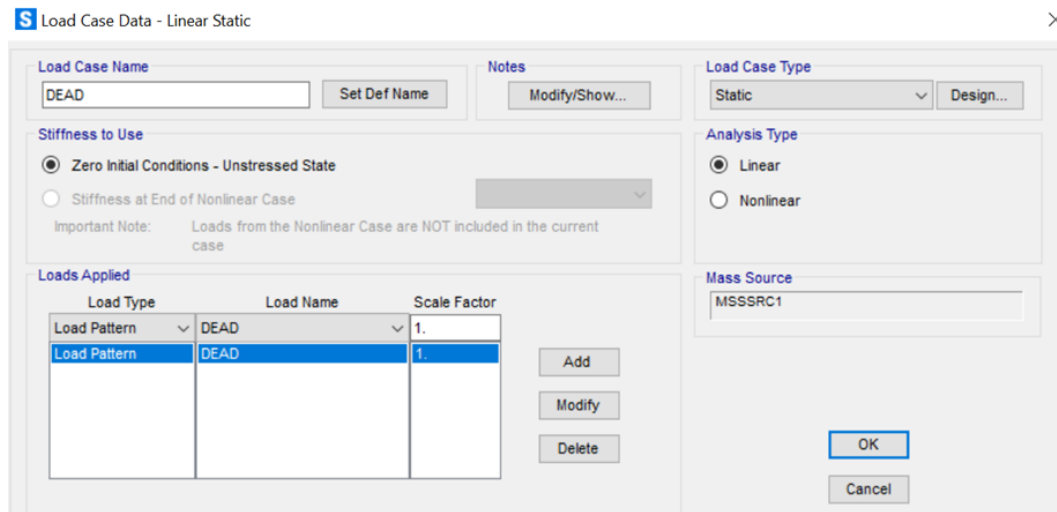 S Load Case Data - Linear Static
Load Case Name
DEAD
Set Def Name
Notes
Modify/Show...
Load Case Type
Static
Design...
Stiffness to Use
Zero Initial Conditions - Unstressed State
Stiffness at End of Nonlinear Case
Important Note: Loads from the Nonlinear Case are NOT included in the current
case
Analysis Type
Linear
Nonlinear
Loads Applied
Load Type Load Name Scale Factor
Load Pattern DEAD 1.
Load Pattern DEAD 1.
Add
Modify
Delete
Mass Source
MSSSRC1
OK
Cancel